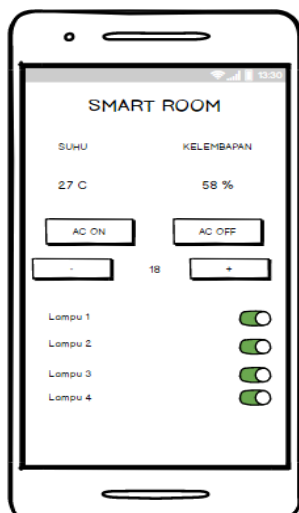 13:30
SMART ROOM
SUHU KELEMBAPAN
27 C 58 %
AC ON AC OFF
- 18 +
Lampu 1
Lampu 2
Lampu 3
Lampu 4